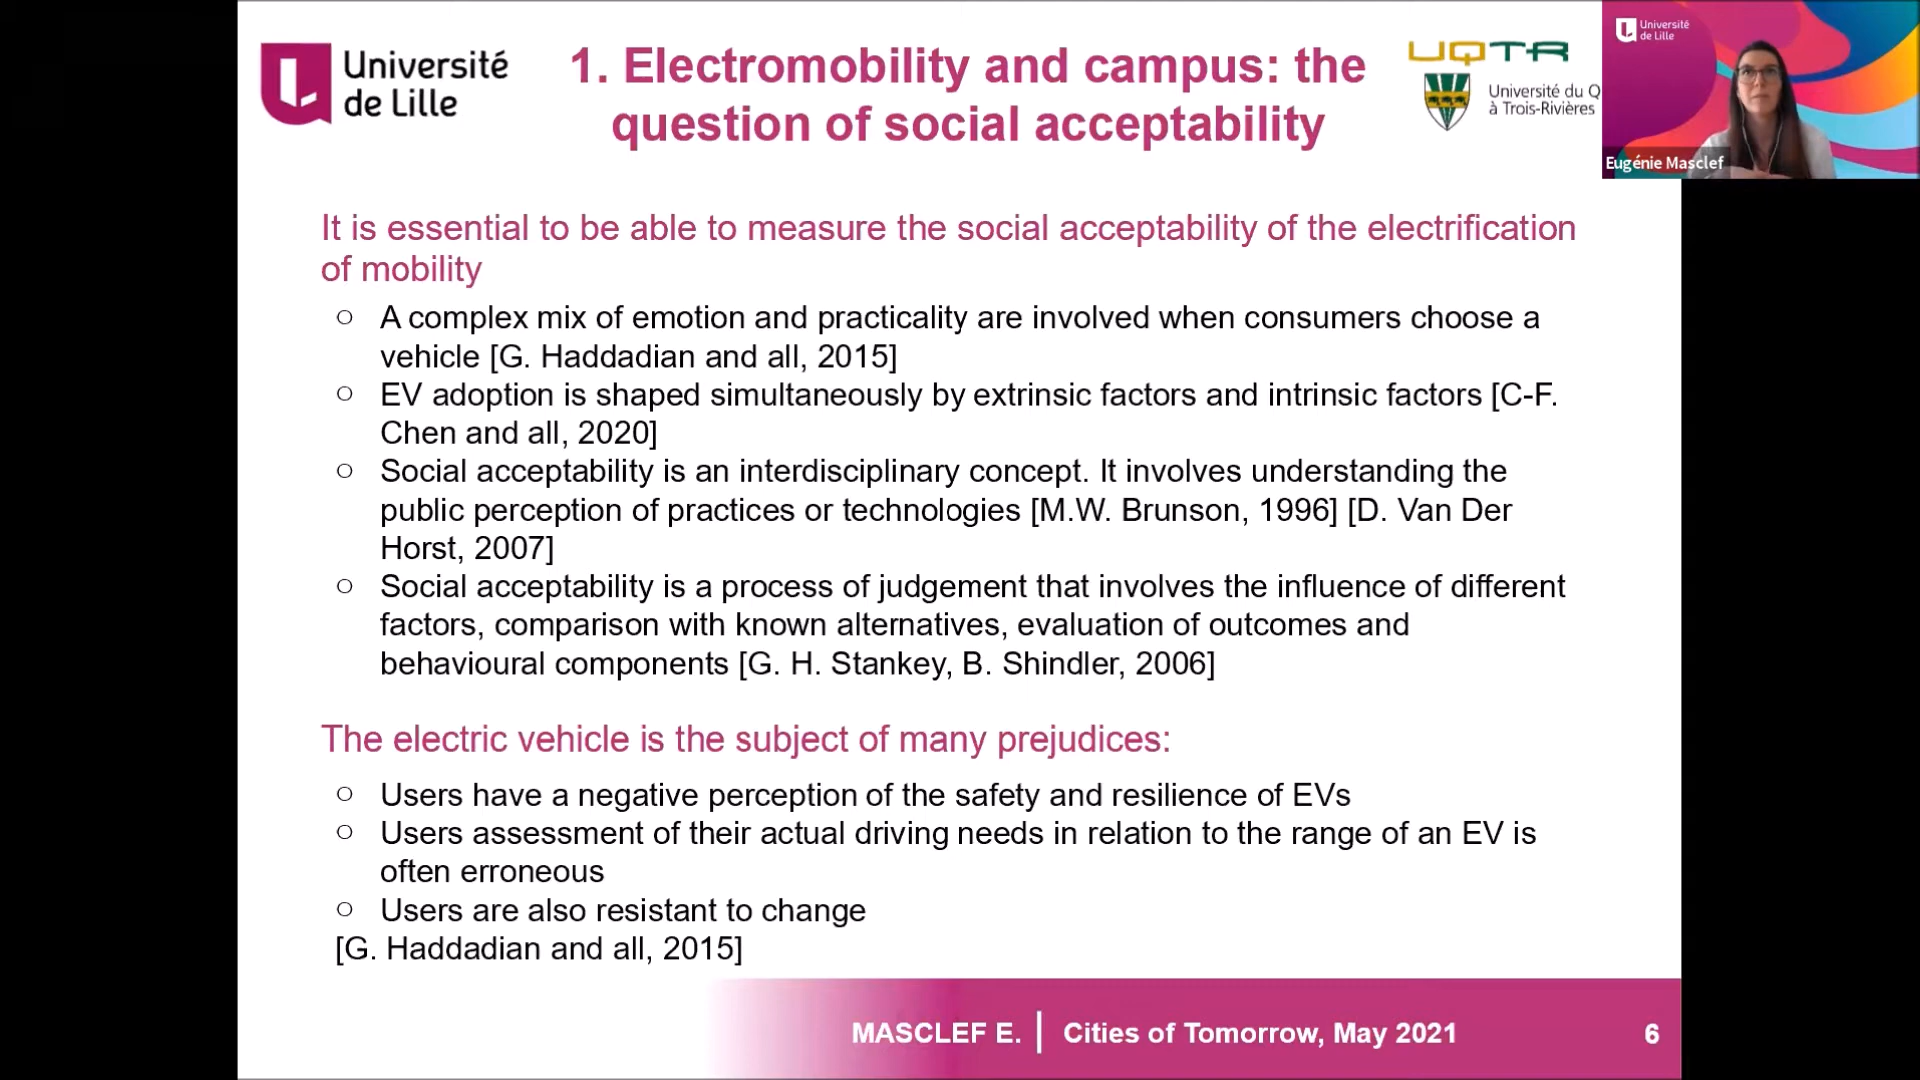 Université
de Lille
1. Electromobility and campus: the
question of social acceptability
UQTR
Université du Q
à Trois-Rivières
Université
de Lille
Eugénie Masclef
It is essential to be able to measure the social acceptability of the electrification
of mobility
○ A complex mix of emotion and practicality are involved when consumers choose a
vehicle [G. Haddadian and all, 2015]
○ EV adoption is shaped simultaneously by extrinsic factors and intrinsic factors [C-F.
Chen and all, 2020]
○ Social acceptability is an interdisciplinary concept. It involves understanding the
public perception of practices or technologies [M.W. Brunson, 1996] [D. Van Der
Horst, 2007]
○ Social acceptability is a process of judgement that involves the influence of different
factors, comparison with known alternatives, evaluation of outcomes and
behavioural components [G. H. Stankey, B. Shindler, 2006]
The electric vehicle is the subject of many prejudices:
○ Users have a negative perception of the safety and resilience of EVs
○ Users assessment of their actual driving needs in relation to the range of an EV is
often erroneous
○ Users are also resistant to change
[G. Haddadian and all, 2015]
MASCLEF E. | Cities of Tomorrow, May 2021
6